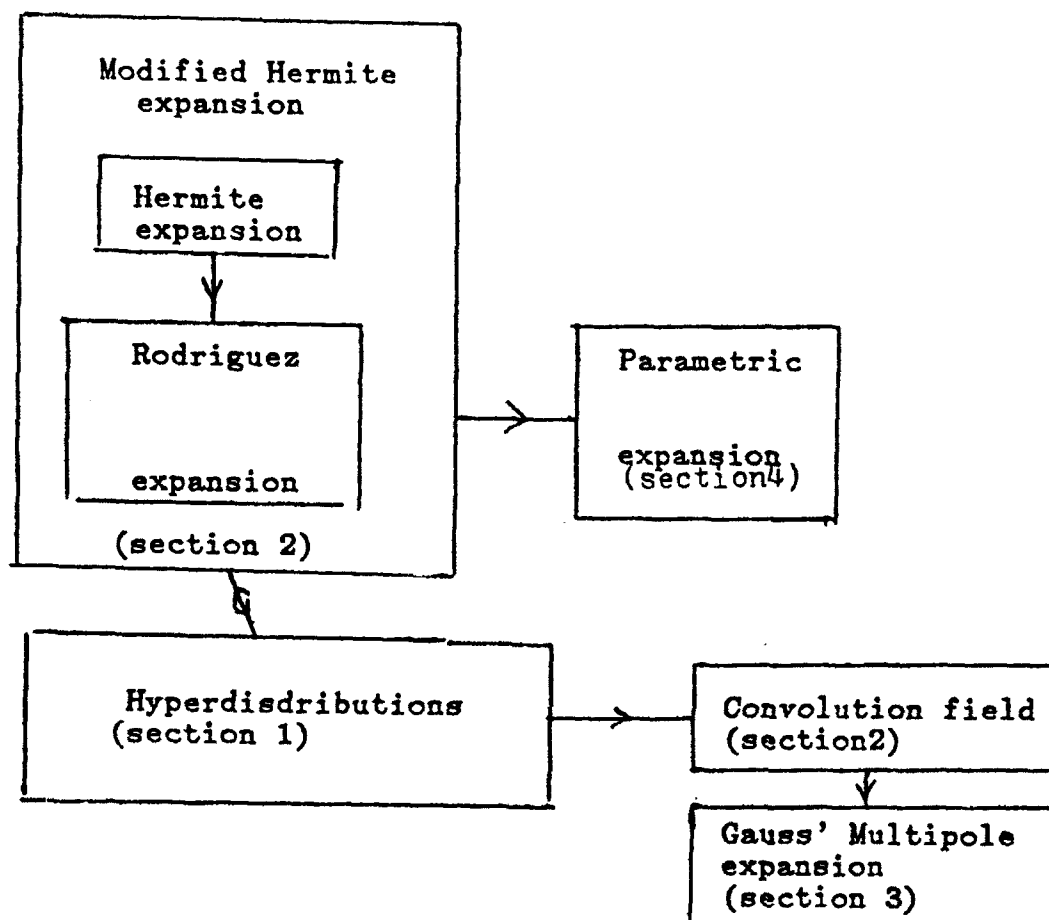 Modified Hermite
expansion
Hermite
expansion
Rodriguez
expansion
(section 2)
Parametric
expansion
(section4)
Hyperdisdributions
(section 1)
Convolution field
(section2)
Gauss' Multipole
expansion
(section 3)